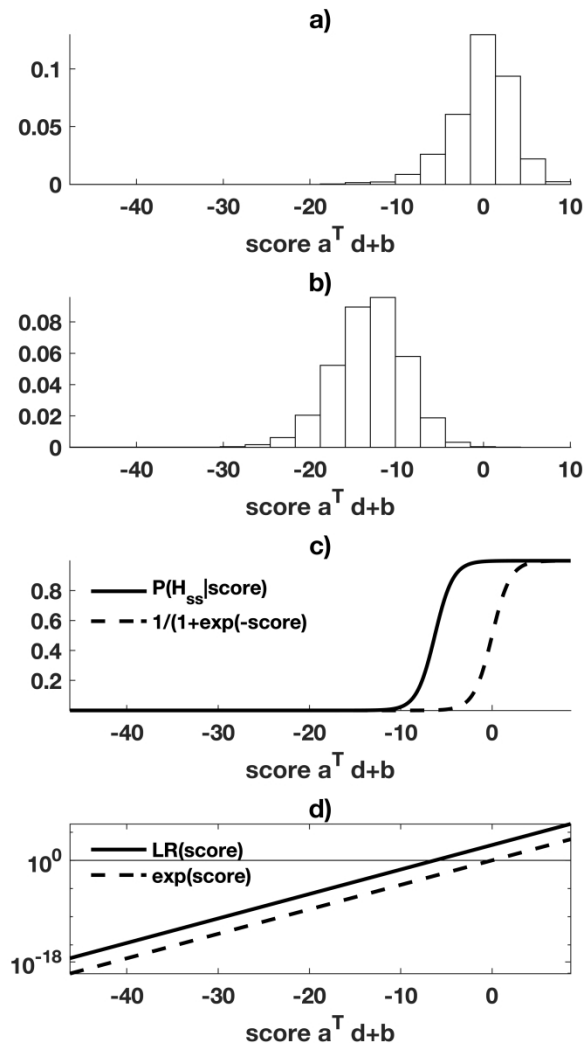 a)
0.1
0.05
0
-40 -30 -20 -10 0 10
score a^T d+b
b)
0.08
0.06
0.04
0.02
0
-40 -30 -20 -10 0 10
score a^T d+b
c)
0.8
0.6
0.4
0.2
P(H_ss|score)
1/(1+exp(-score)
-40 -30 -20 -10 0
score a^T d+b
d)
10^0
10^-18
LR(score)
exp(score)
-40 -30 -20 -10 0
score a^T d+b